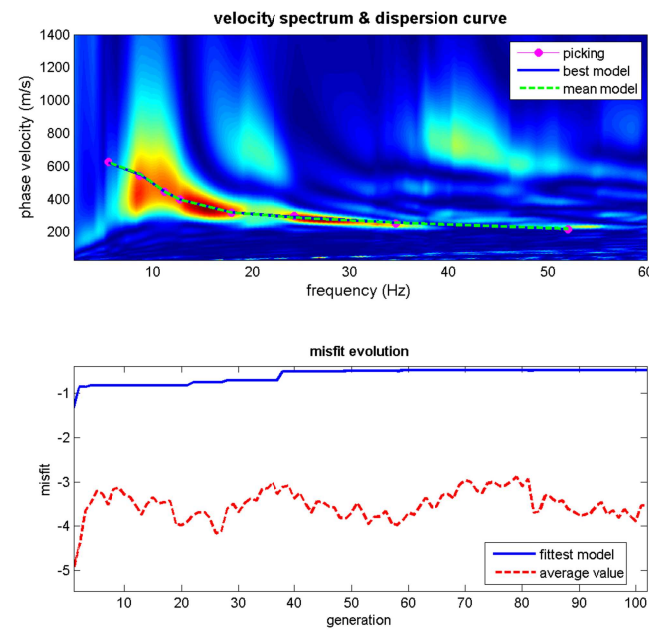 velocity spectrum & dispersion curve
1400
1200
1000
800
600
400
200
phase velocity (m/s)
picking
best model
mean model
10 20 30 40 50 60
frequency (Hz)
misfit evolution
-1
-2
-3
-4
-5
misfit
fittest model
average value
10 20 30 40 50 60 70 80 90 100
generation